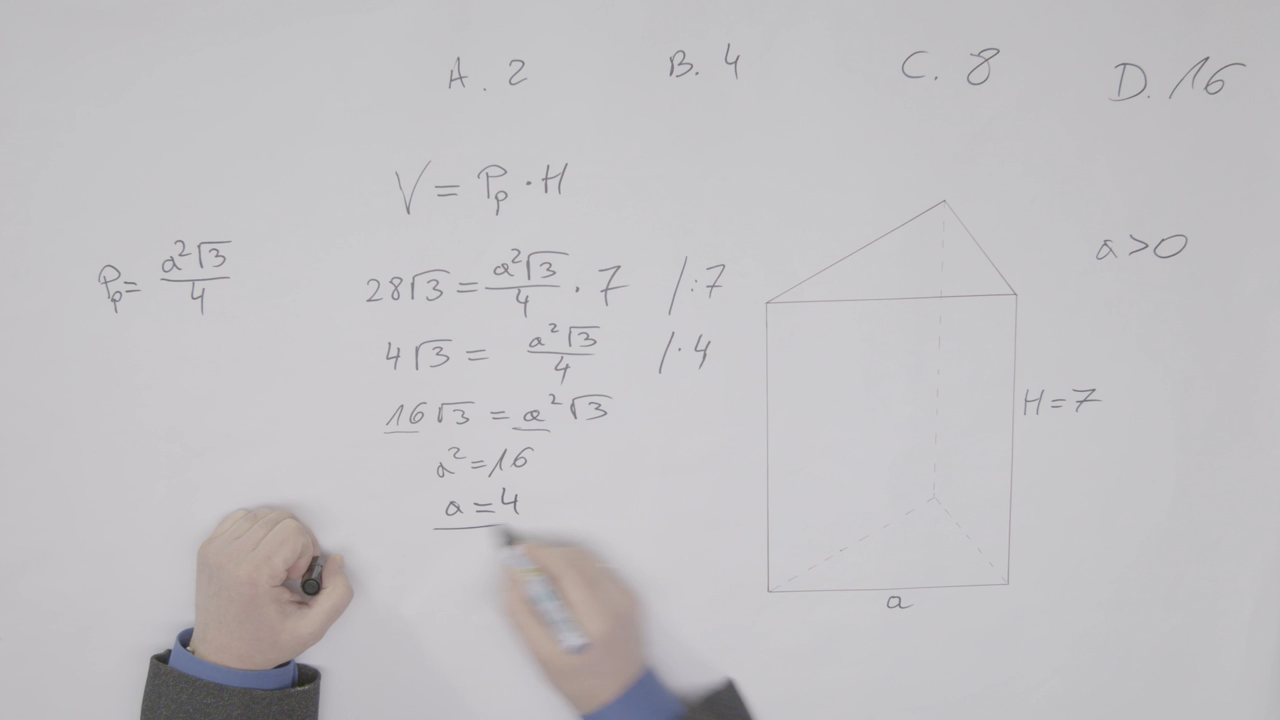 A. 2 B. 4 C. 8 D. 16
V = Pp · H
Pp = a²√3/4
28√3 = a²√3/4 · 7 /:7
4√3 = a²√3/4 /·4
16√3 = a²√3
a² = 16
a = 4
a > 0
H = 7
a